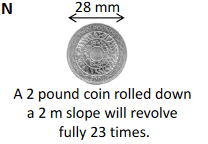 N
28 mm
A 2 pound coin rolled down
a 2 m slope will revolve
fully 23 times.